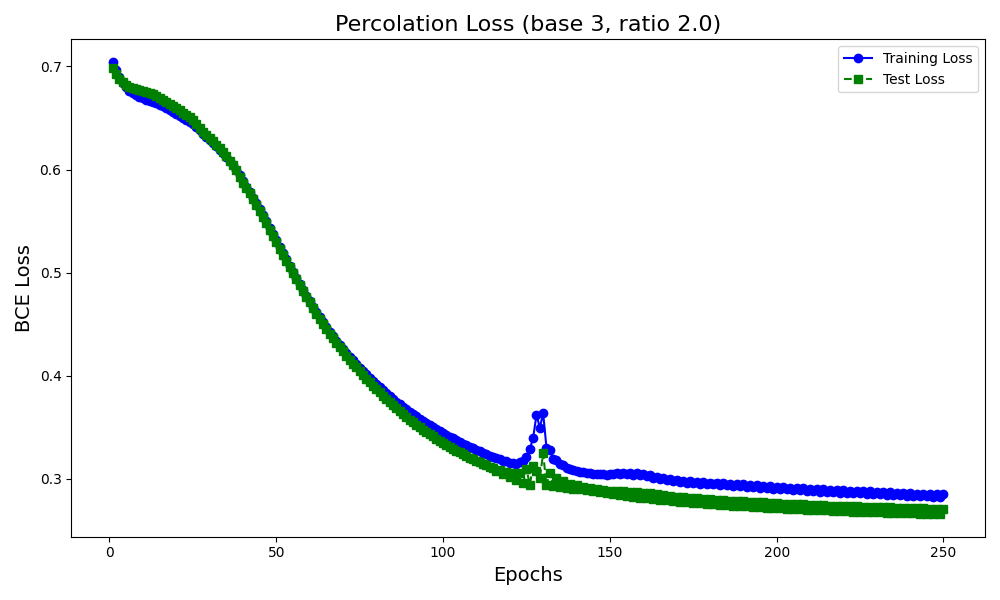 Percolation Loss (base 3, ratio 2.0)
Training Loss
Test Loss
BCE Loss
0.7
0.6
0.5
0.4
0.3
0 50 100 150 200 250
Epochs